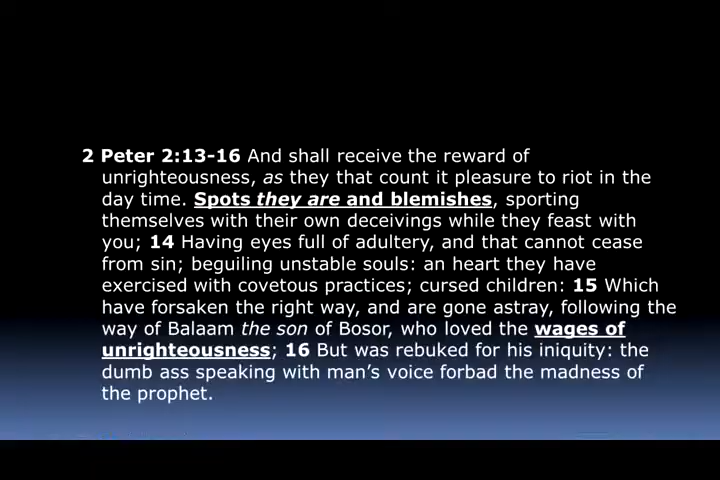 2 Peter 2:13-16 And shall receive the reward of
unrighteousness, as they that count it pleasure to riot in the
day time. Spots they are and blemishes, sporting
themselves with their own deceivings while they feast with
you; 14 Having eyes full of adultery, and that cannot cease
from sin; beguiling unstable souls: an heart they have
exercised with covetous practices; cursed children: 15 Which
have forsaken the right way, and are gone astray, following the
way of Balaam the son of Bosor, who loved the wages of
unrighteousness; 16 But was rebuked for his iniquity: the
dumb ass speaking with man’s voice forbad the madness of
the prophet.